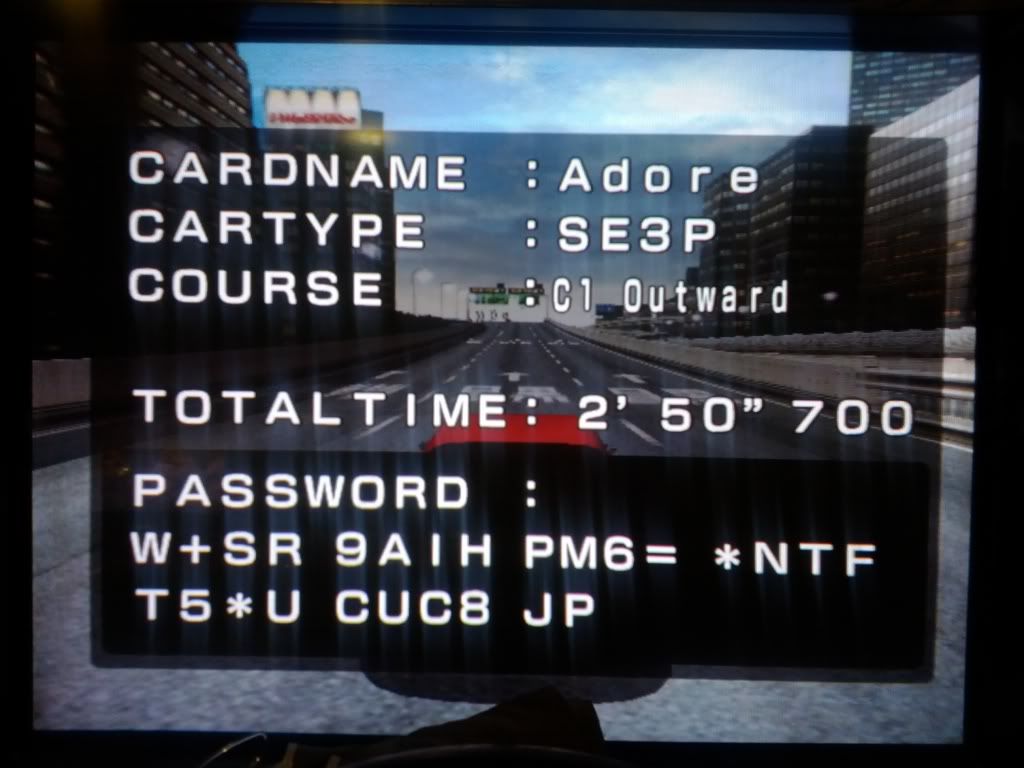 CARDNAME : Adore
CARTYPE : SE3P
COURSE : C1 Outward
TOTALTIME: 2' 50" 700
PASSWORD :
W+SR 9AIH PM6= *NTF
T5*U CUC8 JP